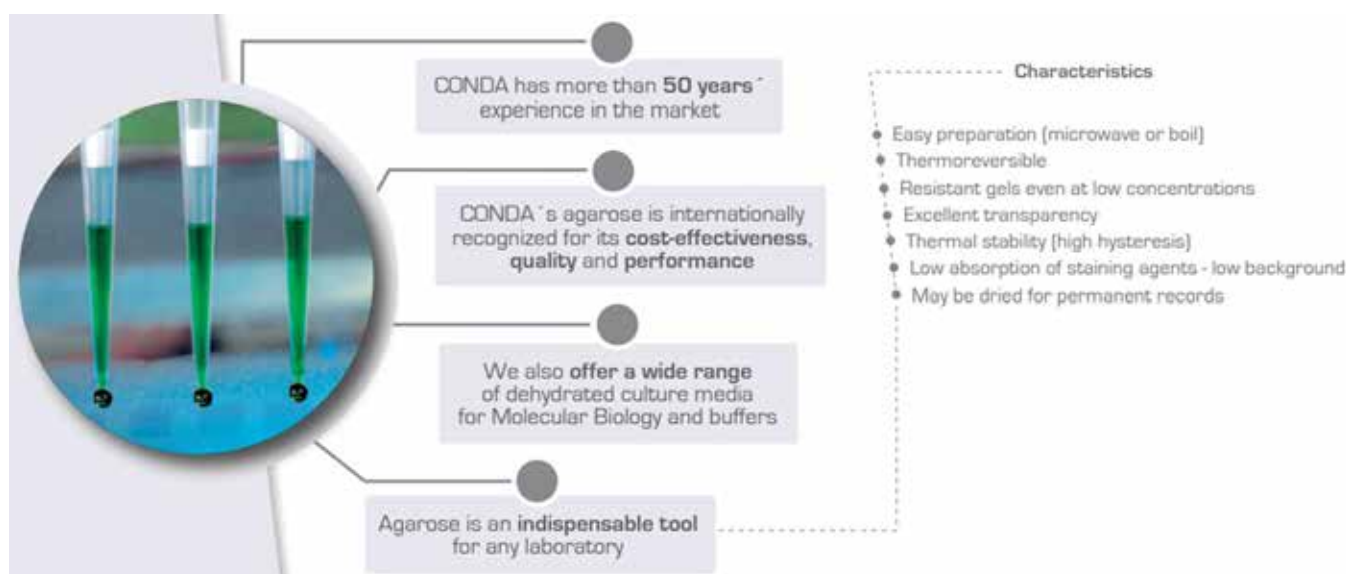 CONDA has more than 50 years´
experience in the market
CONDA´s agarose is internationally
recognized for its cost-effectiveness,
quality and performance
We also offer a wide range
of dehydrated culture media
for Molecular Biology and buffers
Agarose is an indispensable tool
for any laboratory
Characteristics
Easy preparation (microwave or boil)
Thermoreversible
Resistant gels even at low concentrations
Excellent transparency
Thermal stability (high hysteresis)
Low absorption of staining agents - low background
May be dried for permanent records